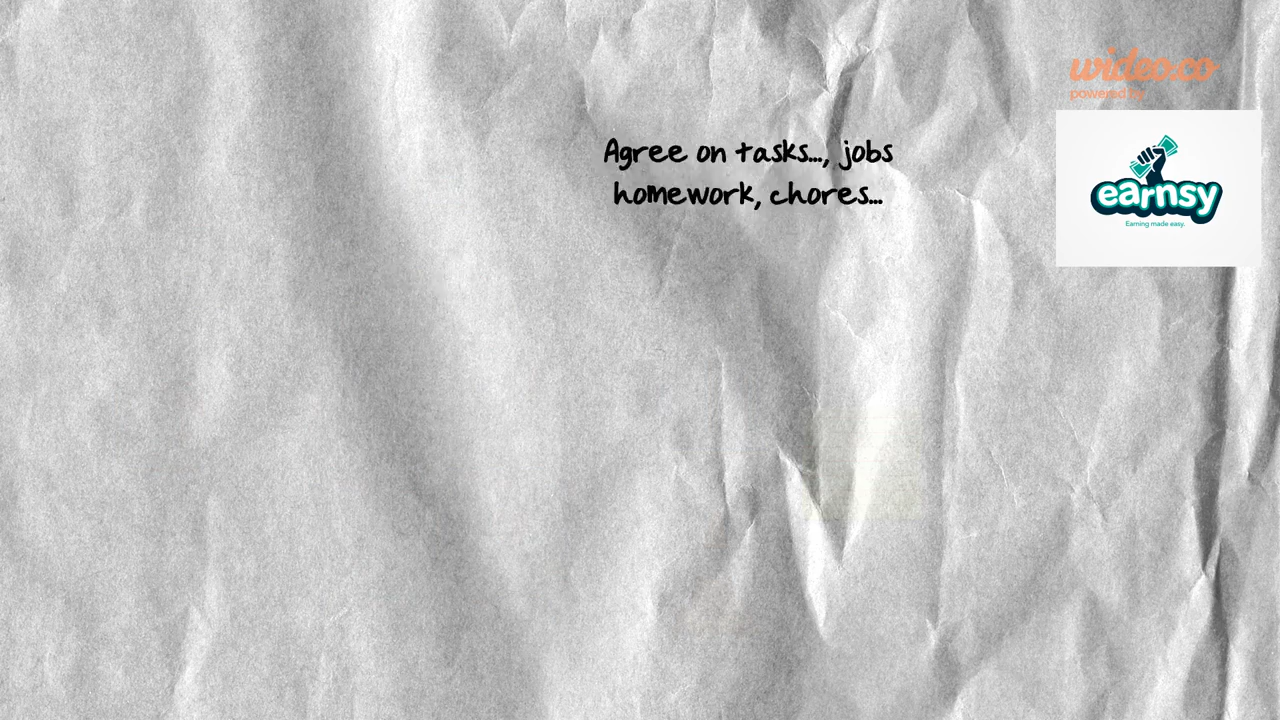 wideo.co
powered by
Agree on tasks..., jobs
homework, chores...
earnsy
Earning made easy.